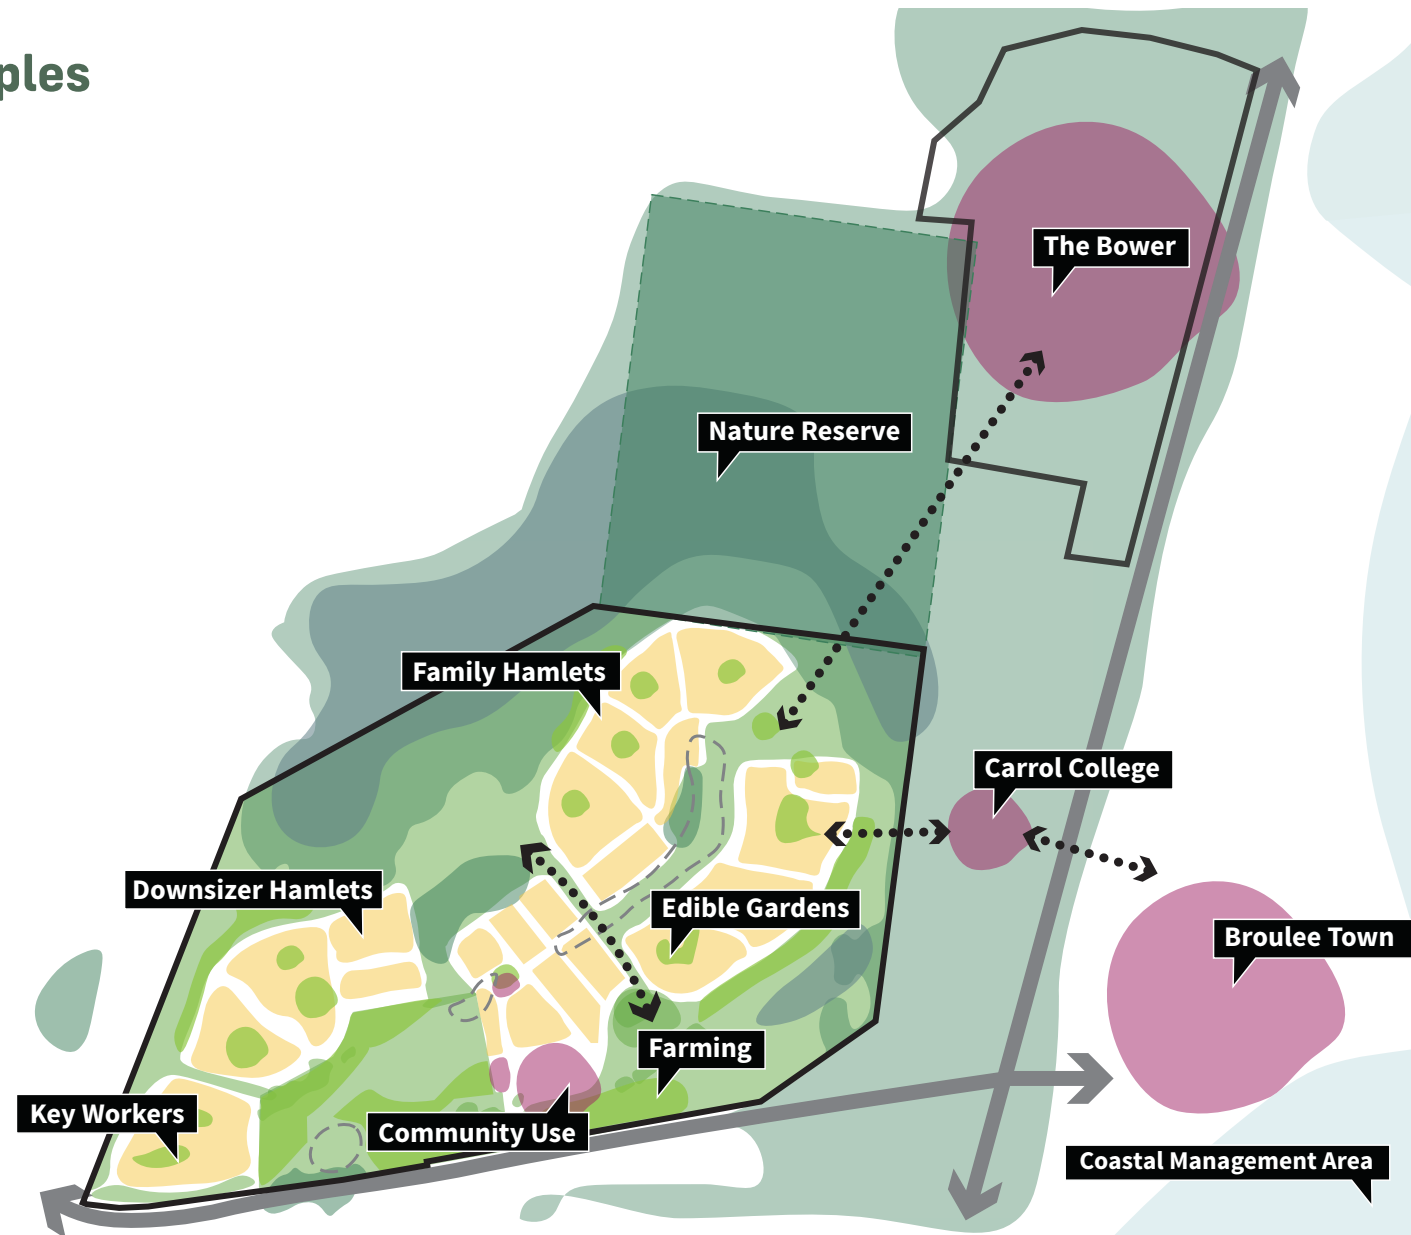 ples
The Bower
Nature Reserve
Family Hamlets
Carrol College
Downsizer Hamlets
Edible Gardens
Broulee Town
Farming
Key Workers
Community Use
Coastal Management Area